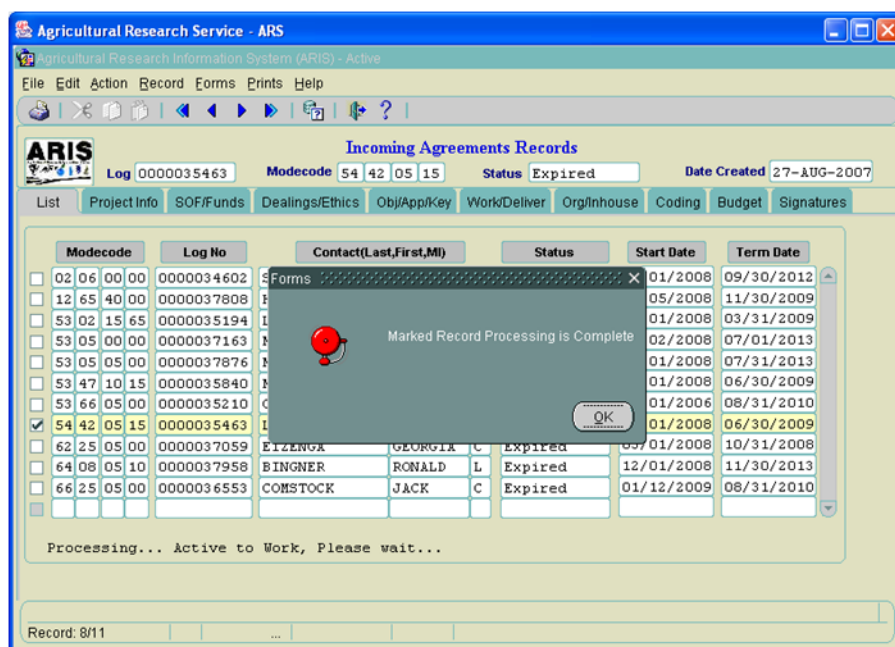 Agricultural Research Service - ARS
Agricultural Research Information System (ARIS) - Active
File Edit Action Record Forms Prints Help
ARIS
Incoming Agreements Records
Log 0000035463 Modecode 54 42 05 15 Status Expired Date Created 27-AUG-2007
List Project Info SOF/Funds Dealings/Ethics Obj/App/Key Work/Deliver Org/Inhouse Coding Budget Signatures
Modecode Log No Contact(Last,First,MI) Status Start Date Term Date
02 06 00 00 0000034602 01/2008 09/30/2012
12 65 40 00 0000037808 05/2008 11/30/2009
53 02 15 65 0000035194 01/2008 03/31/2009
53 05 00 00 0000037163 02/2008 07/01/2013
53 05 05 00 0000037876 01/2008 07/31/2013
53 47 10 15 0000035840 01/2008 06/30/2009
53 66 05 00 0000035210 01/2006 08/31/2010
54 42 05 15 0000035463 01/2008 06/30/2009
62 25 05 00 0000037059 EIZENGA GEORGIA C Expired 05/01/2008 10/31/2008
64 08 05 10 0000037958 BINGNER RONALD L Expired 12/01/2008 11/30/2013
66 25 05 00 0000036553 COMSTOCK JACK C Expired 01/12/2009 08/31/2010
Forms
Marked Record Processing is Complete
OK
Processing... Active to Work, Please wait...
Record: 8/11
...